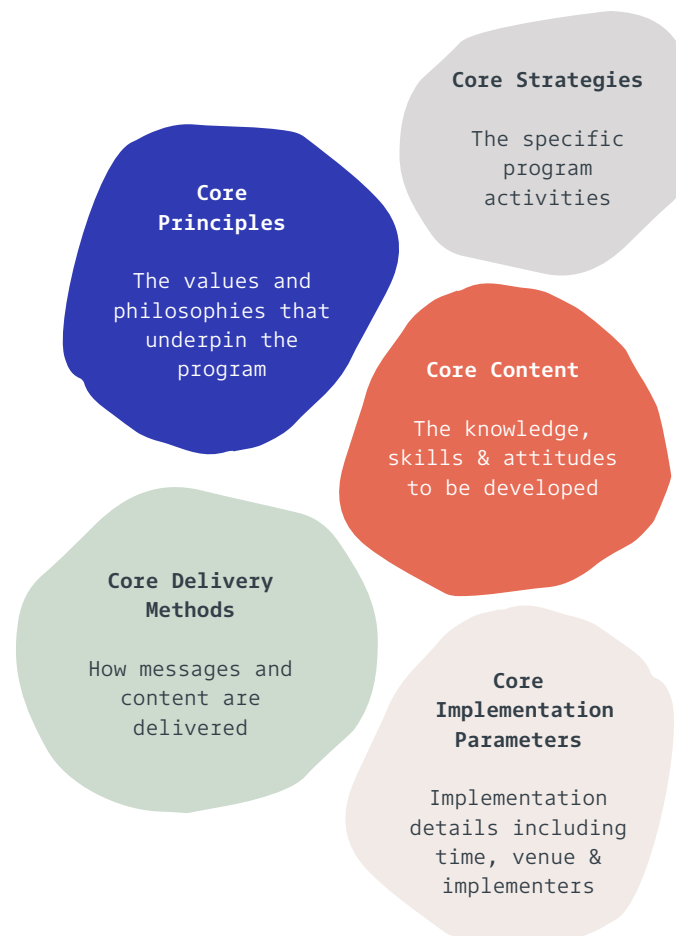 Core Strategies
The specific
program
activities
Core
Principles
The values and
philosophies that
underpin the
program
Core Content
The knowledge,
skills & attitudes
to be developed
Core Delivery
Methods
How messages and
content are
delivered
Core
Implementation
Parameters
Implementation
details including
time, venue &
implementers